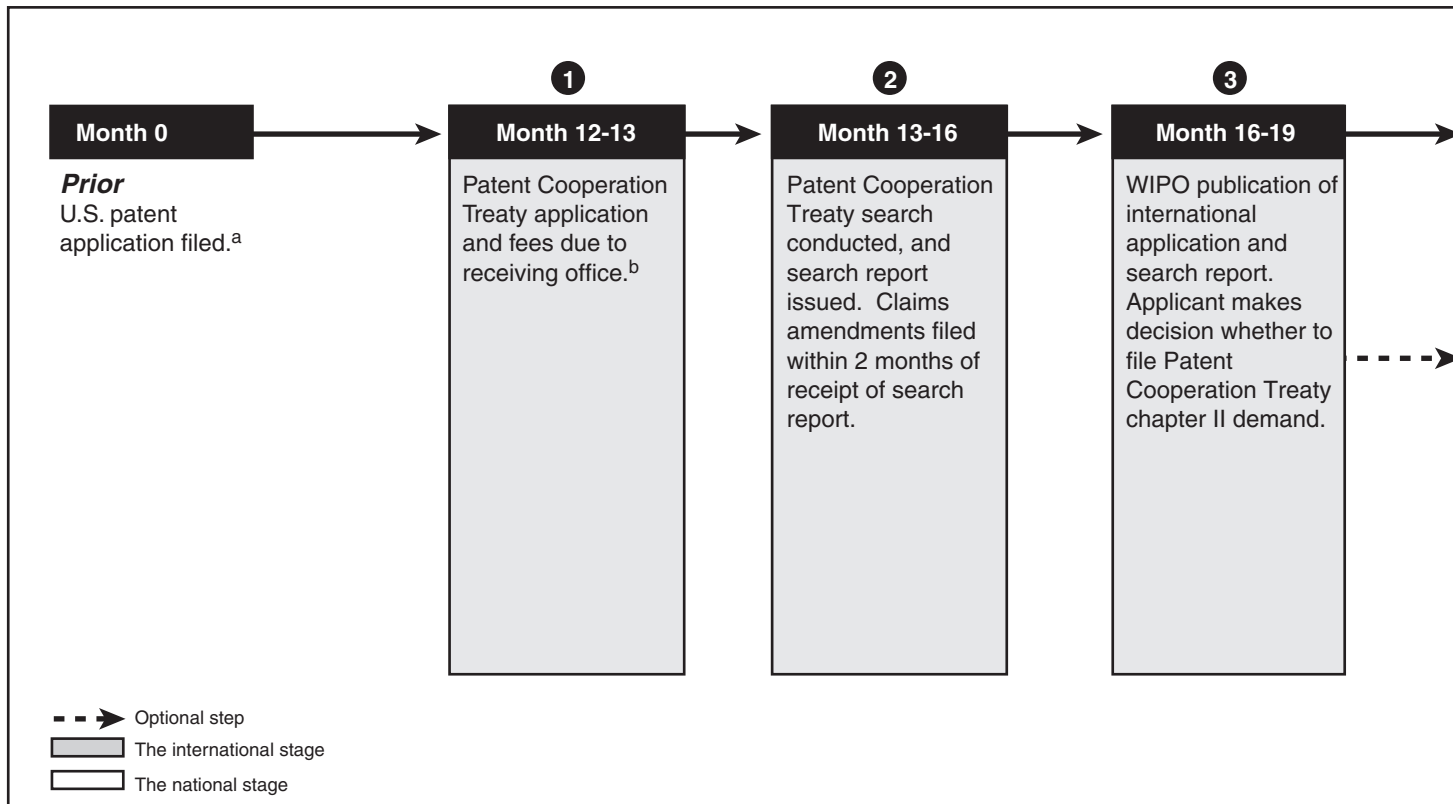 1
2
3
Month 0
Month 12-13
Month 13-16
Month 16-19
Prior
U.S. patent
application filed.a
Patent Cooperation
Treaty application
and fees due to
receiving office.b
Patent Cooperation
Treaty search
conducted, and
search report
issued.  Claims
amendments filed
within 2 months of
receipt of search
report.
WIPO publication of
international
application and
search report.
Applicant makes
decision whether to
file Patent
Cooperation Treaty
chapter II demand.
Optional step
The international stage
The national stage